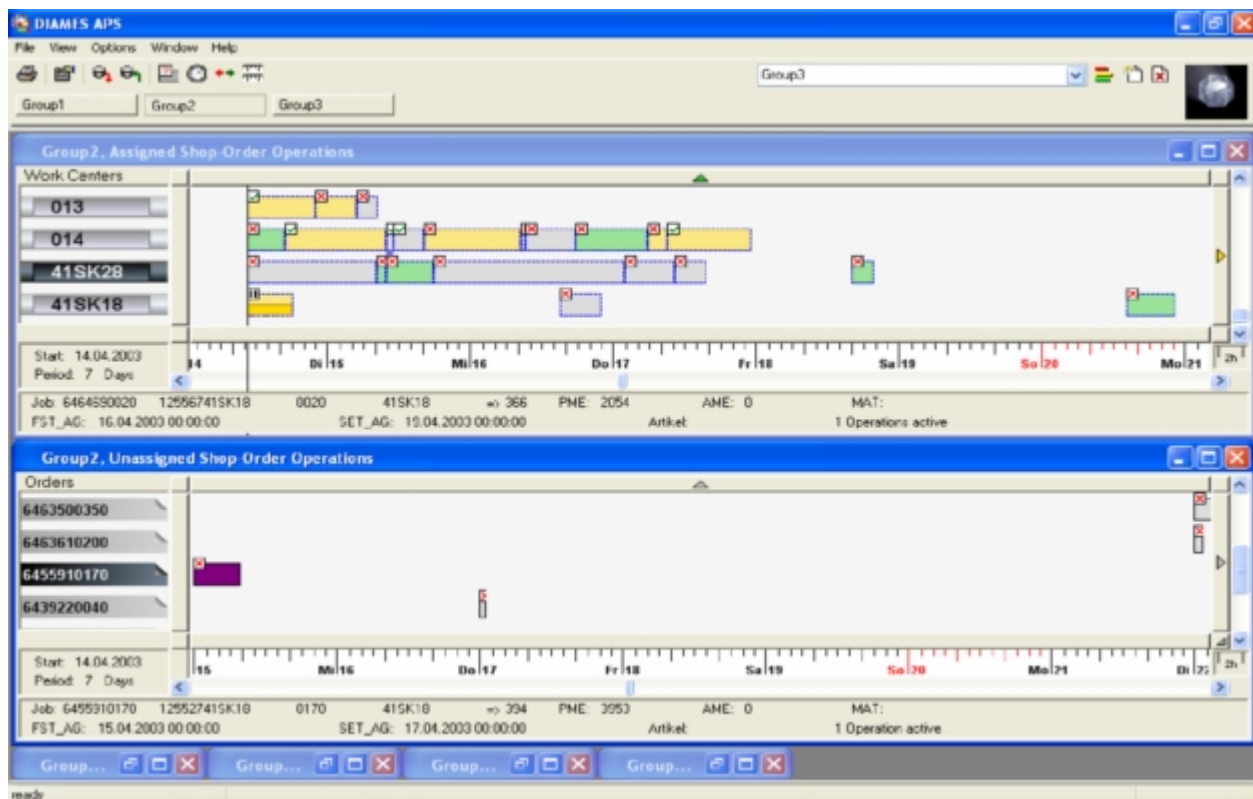 DIAMES APS
File View Options Window Help
Group3
Group1 Group2 Group3
Group2, Assigned Shop-Order Operations
Work Centers
013
014
41SK28
41SK18
Start: 14.04.2003
Period: 7 Days
14 Di 15 Mi 16 Do 17 Fr 18 Sa 19 So 20 Mo 21 2h
Job: 6464690020 12556741SK18 0020 41SK18 => 366 PME: 2054 AME: 0 MAT:
FST_AG: 16.04.2003 00:00:00 SET_AG: 00:00:00 Artikel: 1 Operations active
Group2, Unassigned Shop-Order Operations
Orders
6463500350
6463610200
6455910170
6439220040
Start: 14.04.2003
Period: 7 Days
15 Mi 16 Do 17 Fr 18 Sa 19 So 20 Mo 21 Di 22 2h
Job: 6455910170 12552741SK18 0170 41SK18 => 394 PME: 3953 AME: 0 MAT:
FST_AG: 15.04.2003 00:00:00 SET_AG: 17.04.2003 00:00:00 Artikel: 1 Operation active
Group... Group... Group... Group...
ready